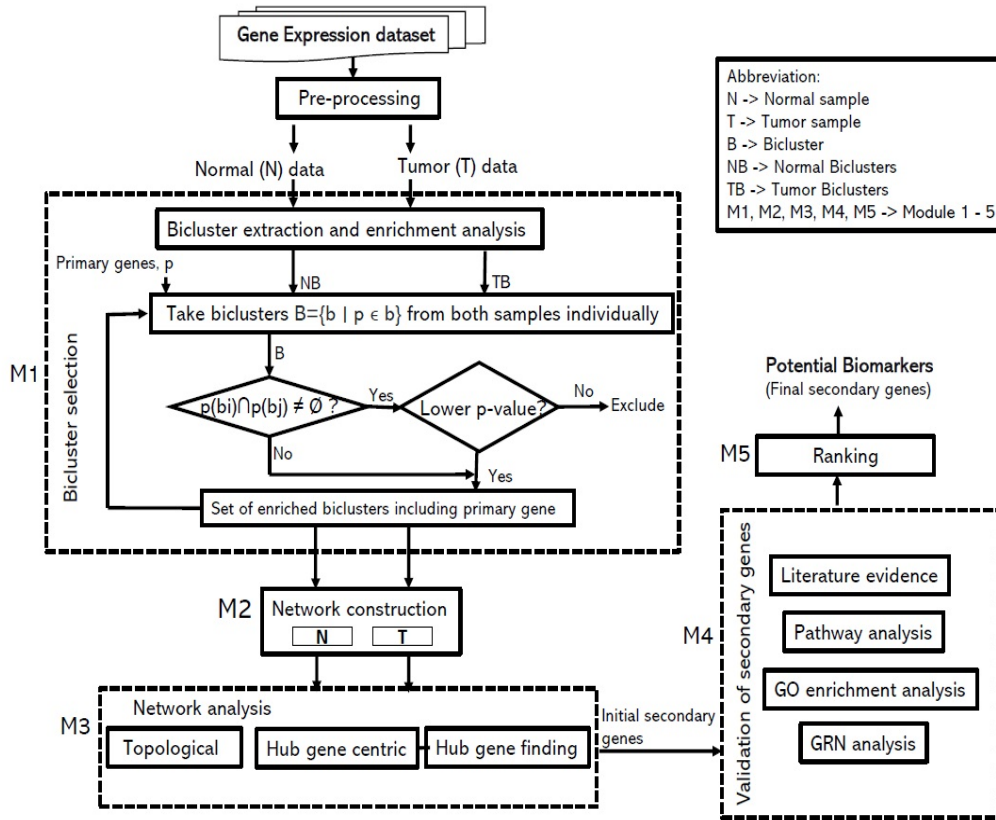 Gene Expression dataset
Pre-processing
Normal (N) data
Tumor (T) data
Abbreviation:
N -> Normal sample
T -> Tumor sample
B -> Bicluster
NB -> Normal Biclusters
TB -> Tumor Biclusters
M1, M2, M3, M4, M5 -> Module 1 - 5
M1
Bicluster selection
Bicluster extraction and enrichment analysis
Primary genes, p
NB
TB
Take biclusters B={b | p ϵ b} from both samples individually
B
p(bi)⋂p(bj) ≠ Ø ?
Yes
Lower p-value?
No
Exclude
No
Yes
Set of enriched biclusters including primary gene
M2
Network construction
N
T
M3
Network analysis
Topological
Hub gene centric
Hub gene finding
Initial secondary
genes
M4
Validation of secondary genes
Literature evidence
Pathway analysis
GO enrichment analysis
GRN analysis
M5
Ranking
Potential Biomarkers
(Final secondary genes)